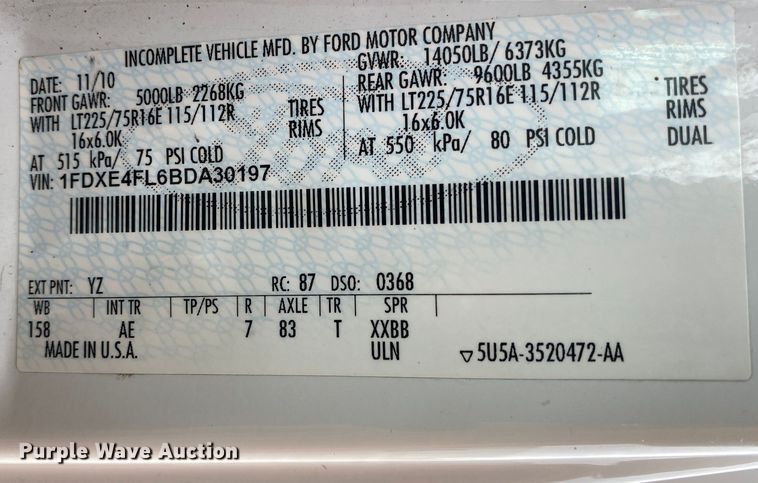 INCOMPLETE VEHICLE MFD. BY FORD MOTOR COMPANY
DATE: 11/10
GVWR: 14050LB/ 6373KG
FRONT GAWR: 5000LB 2268KG
REAR GAWR: 9600LB 4355KG
WITH LT225/75R16E 115/112R TIRES
WITH LT225/75R16E 115/112R TIRES
16x6.0K RIMS
16x6.0K RIMS
AT 515 kPa/ 75 PSI COLD
AT 550 kPa/ 80 PSI COLD DUAL
VIN: 1FDXE4FL6BDA30197
EXT PNT: YZ RC: 87 DSO: 0368
WB INT TR TP/PS R AXLE TR SPR
158 AE 7 83 T XXBB
MADE IN U.S.A. ULN 5U5A-3520472-AA
Purple Wave Auction